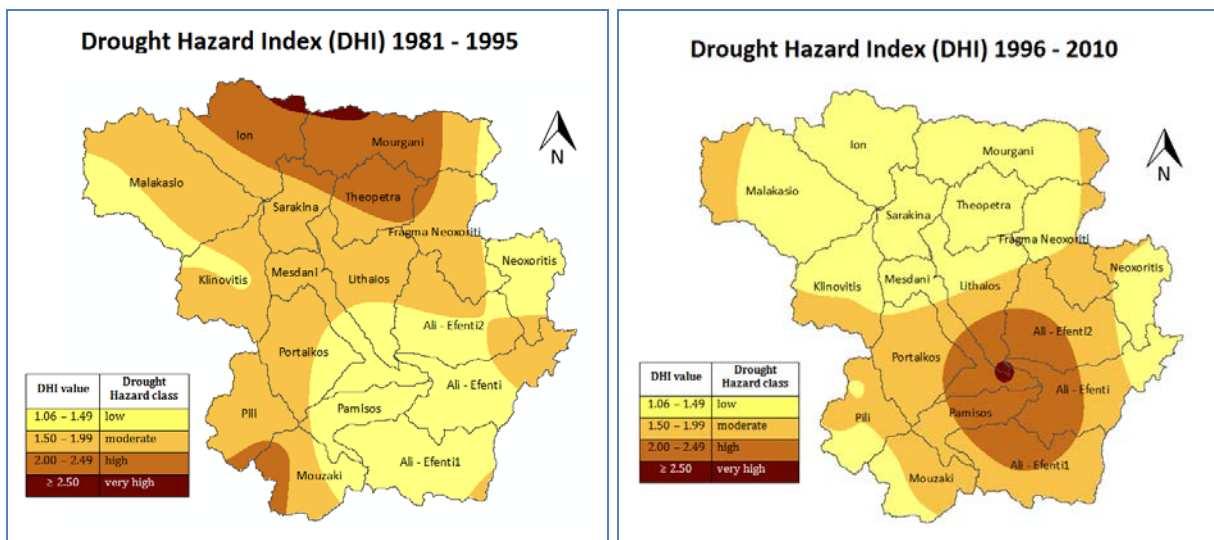 Drought Hazard Index (DHI) 1981 - 1995
Ion
Mourgani
N
Malakasio
Theopetra
Sarakina
Fragma Neoxoriti
Neoxoritis
Klinovitis
Mesdani
Lithaios
Ali - Efenti2
Portaikos
Ali - Efenti
Pili
Pamisos
Ali - Efenti1
Mouzaki
DHI value Drought Hazard class
1.06 – 1.49 low
1.50 – 1.99 moderate
2.00 – 2.49 high
≥ 2.50 very high
Drought Hazard Index (DHI) 1996 - 2010
Ion
Mourgani
N
Malakasio
Theopetra
Sarakina
Fragma Neoxoriti
Neoxoritis
Mesdani
Klinovitis
Lithaios
Ali - Efenti2
Portaikos
Ali - Efenti
Pamisos
Pili
Ali - Efenti1
Mouzaki
DHI value Drought Hazard class
1.06 – 1.49 low
1.50 – 1.99 moderate
2.00 – 2.49 high
≥ 2.50 very high